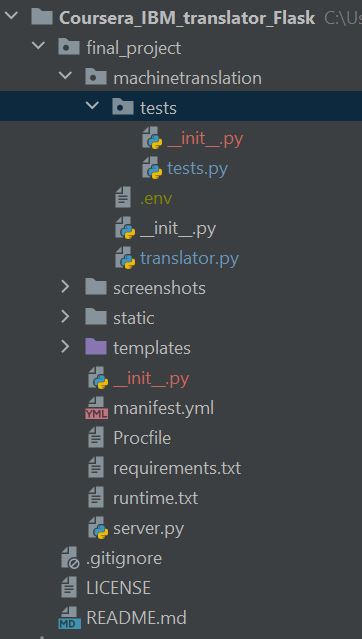 Coursera_IBM_translator_Flask C:\Us
final_project
machinetranslation
tests
__init__.py
tests.py
.env
__init__.py
translator.py
screenshots
static
templates
__init__.py
YML manifest.yml
Procfile
requirements.txt
runtime.txt
server.py
.gitignore
LICENSE
MD README.md